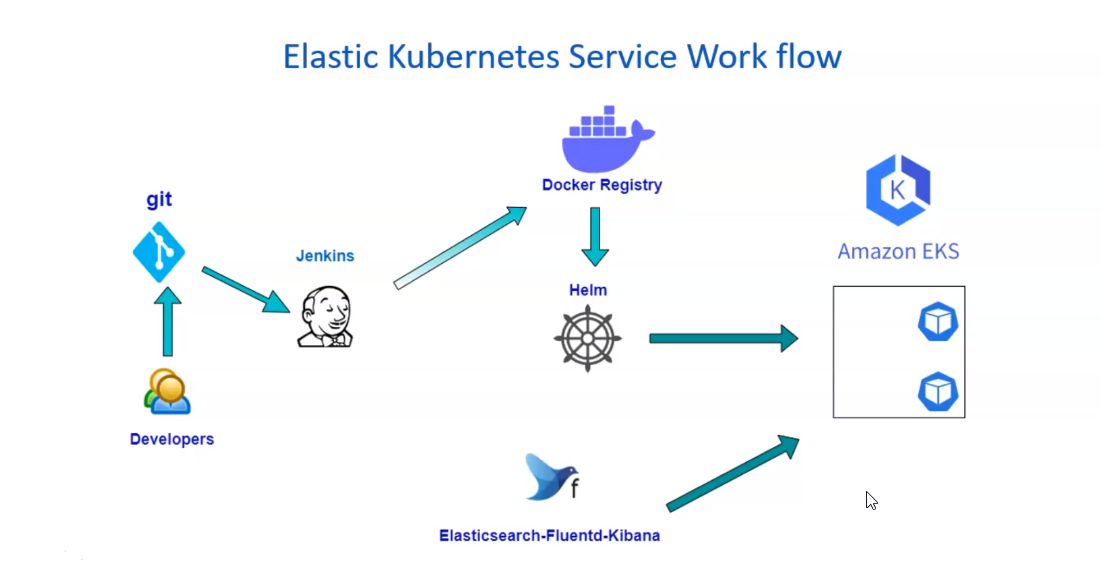 Elastic Kubernetes Service Work flow
Docker Registry
git
K
Amazon EKS
Jenkins
Helm
Developers
f
Elasticsearch-Fluentd-Kibana